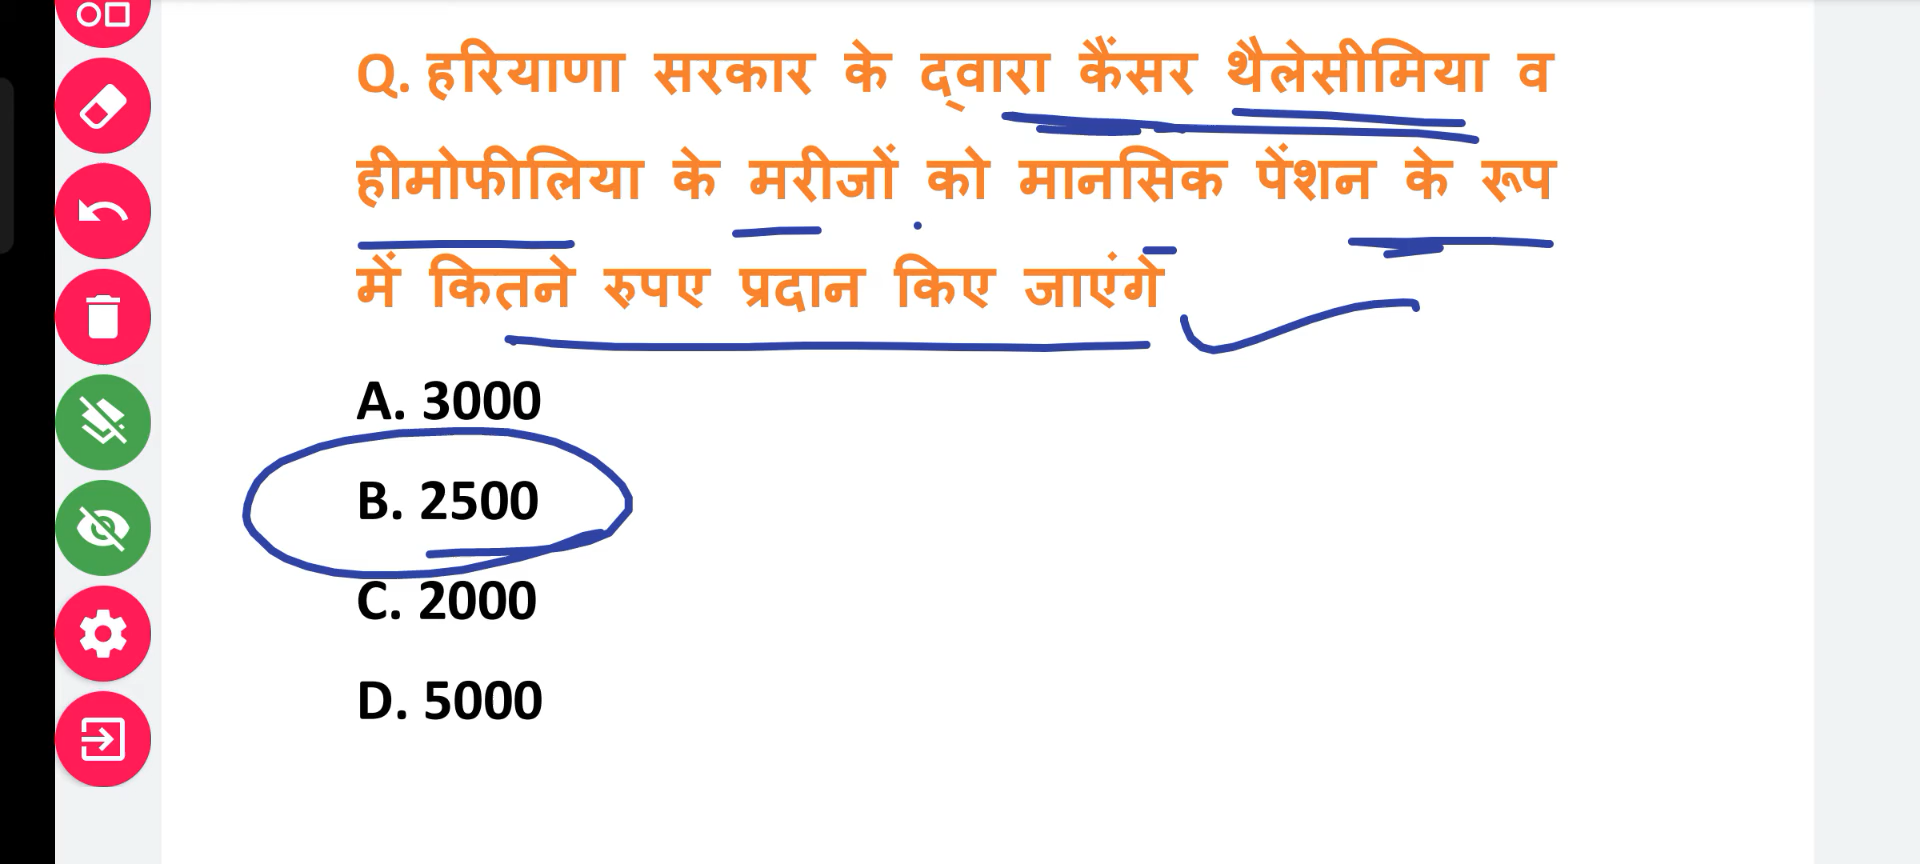 Q. हरियाणा सरकार के द्वारा कैंसर थैलेसीमिया व
हीमोफीलिया के मरीजों को मानसिक पेंशन के रूप
में कितने रुपए प्रदान किए जाएंगे
A. 3000
B. 2500
C. 2000
D. 5000